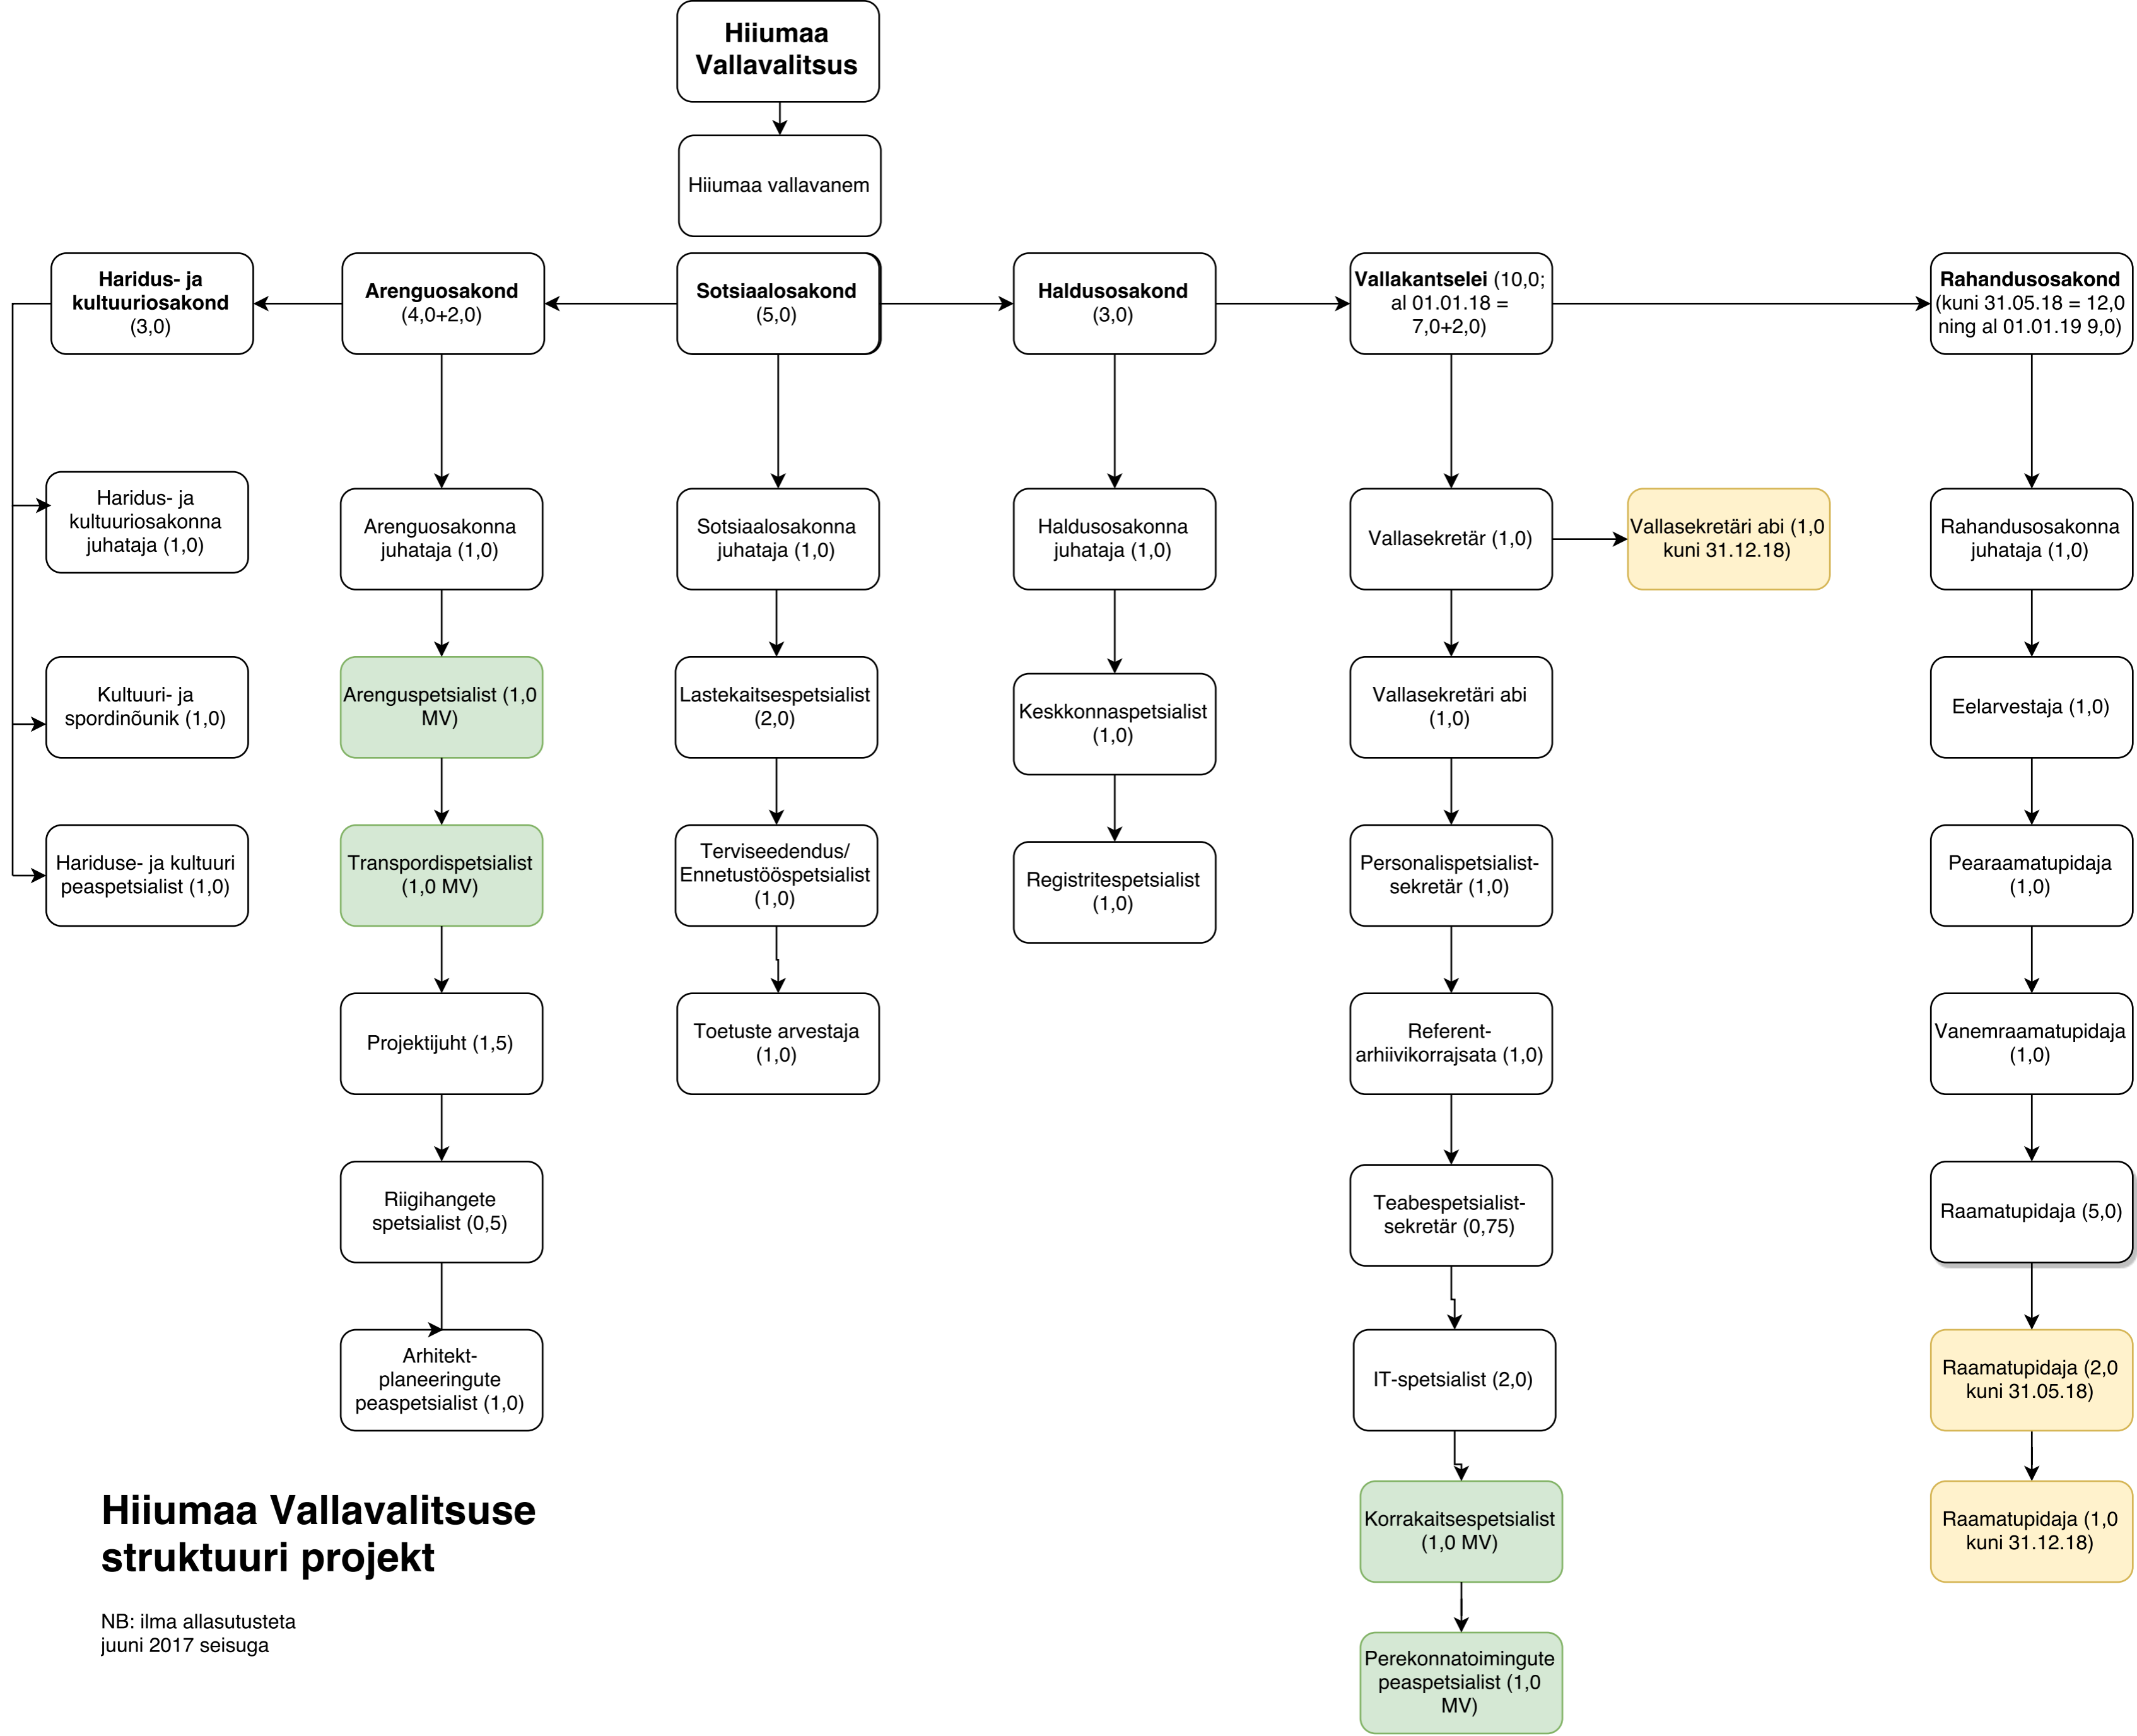 Hiiumaa
Vallavalitsus
Hiiumaa vallavanem
Haridus- ja
kultuuriosakond
(3,0)
Arenguosakond
(4,0+2,0)
Sotsiaalosakond
(5,0)
Haldusosakond
(3,0)
Vallakantselei (10,0;
al 01.01.18 =
7,0+2,0)
Rahandusosakond
(kuni 31.05.18 = 12,0
ning al 01.01.19 9,0)
Haridus- ja
kultuuriosakonna
juhataja (1,0)
Kultuuri- ja
spordinõunik (1,0)
Hariduse- ja kultuuri
peaspetsialist (1,0)
Arenguosakonna
juhataja (1,0)
Arenguspetsialist (1,0
MV)
Transpordispetsialist
(1,0 MV)
Projektijuht (1,5)
Riigihangete
spetsialist (0,5)
Arhitekt-
planeeringute
peaspetsialist (1,0)
Sotsiaalosakonna
juhataja (1,0)
Lastekaitsespetsialist
(2,0)
Terviseedendus/
Ennetustööspetsialist
(1,0)
Toetuste arvestaja
(1,0)
Haldusosakonna
juhataja (1,0)
Keskkonnaspetsialist
(1,0)
Registritespetsialist
(1,0)
Vallasekretär (1,0)
Vallasekretäri abi (1,0
kuni 31.12.18)
Vallasekretäri abi
(1,0)
Personalispetsialist-
sekretär (1,0)
Referent-
arhiivikorrajsata (1,0)
Teabespetsialist-
sekretär (0,75)
IT-spetsialist (2,0)
Korrakaitsespetsialist
(1,0 MV)
Perekonnatoimingute
peaspetsialist (1,0
MV)
Rahandusosakonna
juhataja (1,0)
Eelarvestaja (1,0)
Pearaamatupidaja
(1,0)
Vanemraamatupidaja
(1,0)
Raamatupidaja (5,0)
Raamatupidaja (2,0
kuni 31.05.18)
Raamatupidaja (1,0
kuni 31.12.18)
Hiiumaa Vallavalitsuse
struktuuri projekt
NB: ilma allasutusteta
juuni 2017 seisuga